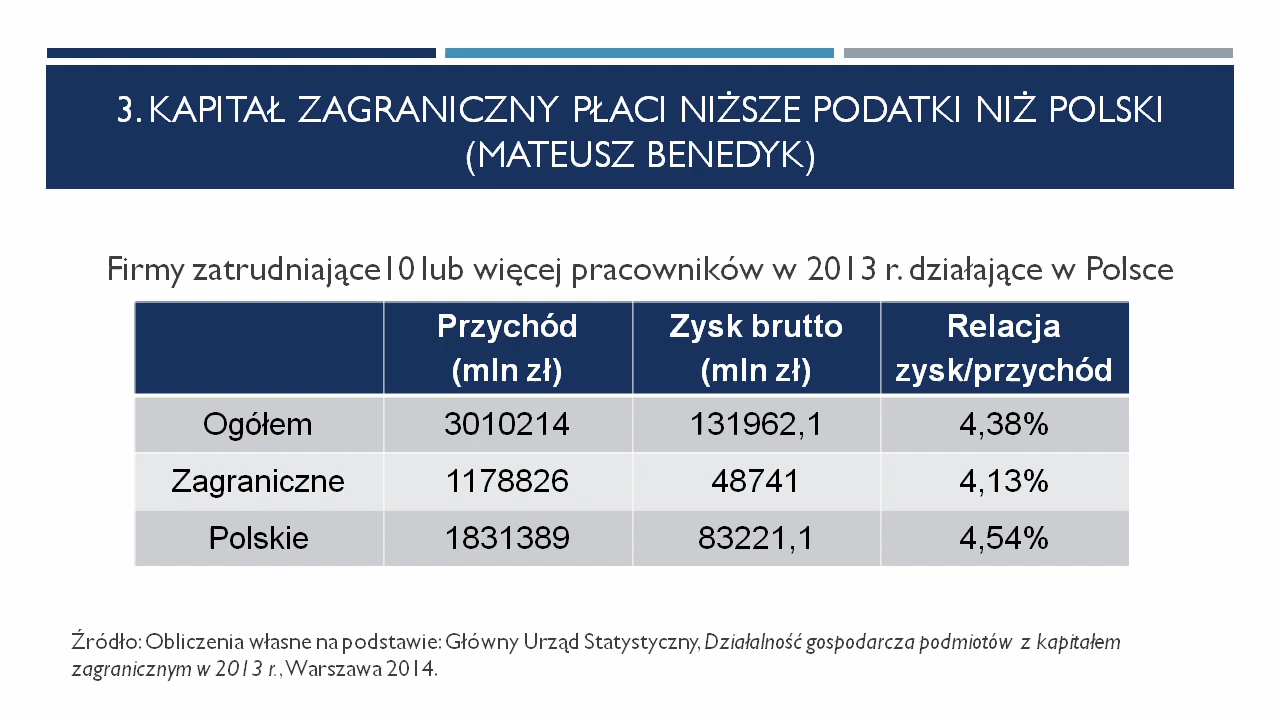 3. KAPITAŁ ZAGRANICZNY PŁACI NIŻSZE PODATKI NIŻ POLSKI
(MATEUSZ BENEDYK)
Firmy zatrudniające10 lub więcej pracowników w 2013 r. działające w Polsce
Przychód (mln zł) Zysk brutto (mln zł) Relacja zysk/przychód
Ogółem 3010214 131962,1 4,38%
Zagraniczne 1178826 48741 4,13%
Polskie 1831389 83221,1 4,54%
Źródło: Obliczenia własne na podstawie: Główny Urząd Statystyczny, Działalność gospodarcza podmiotów z kapitałem
zagranicznym w 2013 r., Warszawa 2014.